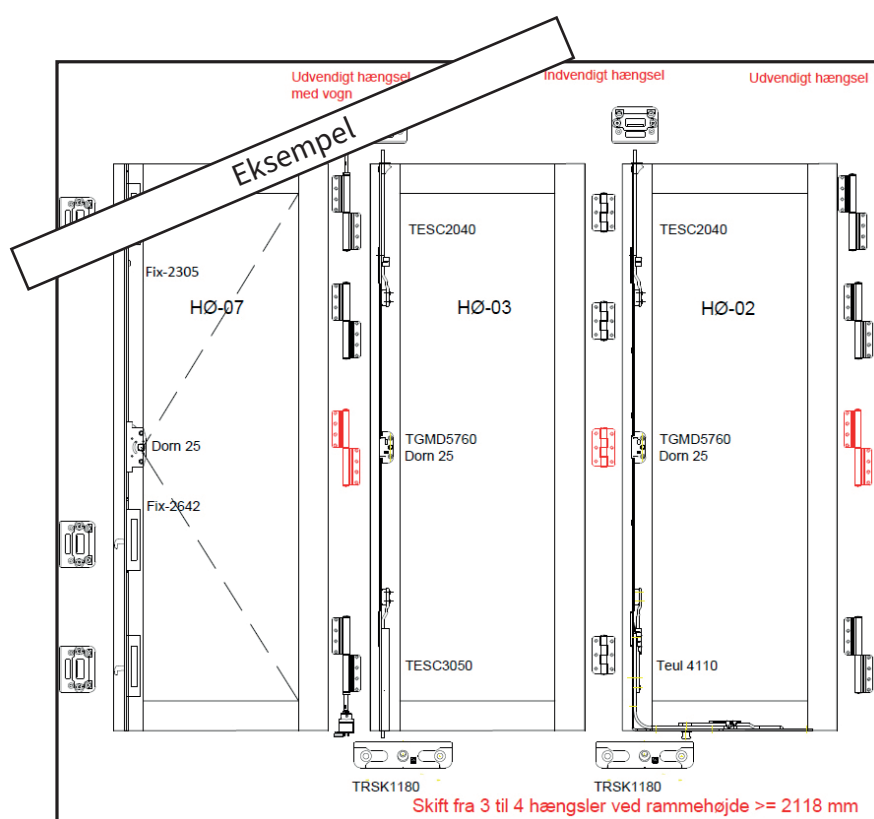 Udvendigt hængsel
med vogn
Indvendigt hængsel
Udvendigt hængsel
Eksempel
TESC2040
TESC2040
Fix-2305
HØ-07
HØ-03
HØ-02
Dorn 25
TGMD5760
Dorn 25
TGMD5760
Dorn 25
Fix-2642
TESC3050
Teul 4110
TRSK1180
TRSK1180
Skift fra 3 til 4 hængsler ved rammehøjde >= 2118 mm